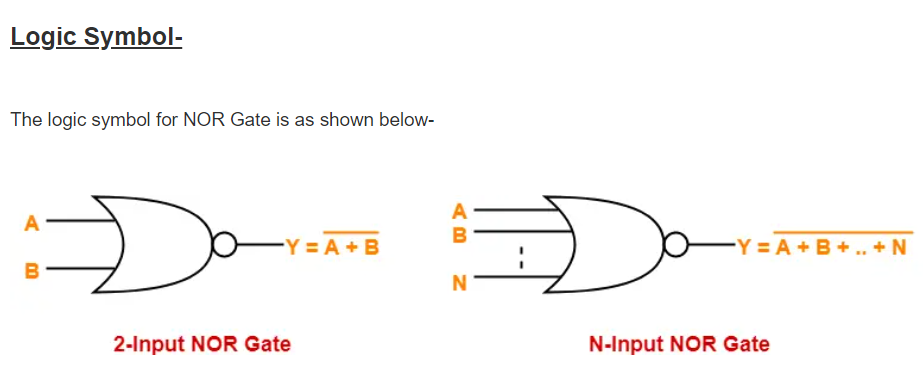 Logic Symbol-
The logic symbol for NOR Gate is as shown below-
A
B
Y = A + B
2-Input NOR Gate
A
B
N
Y = A + B + .. + N
N-Input NOR Gate